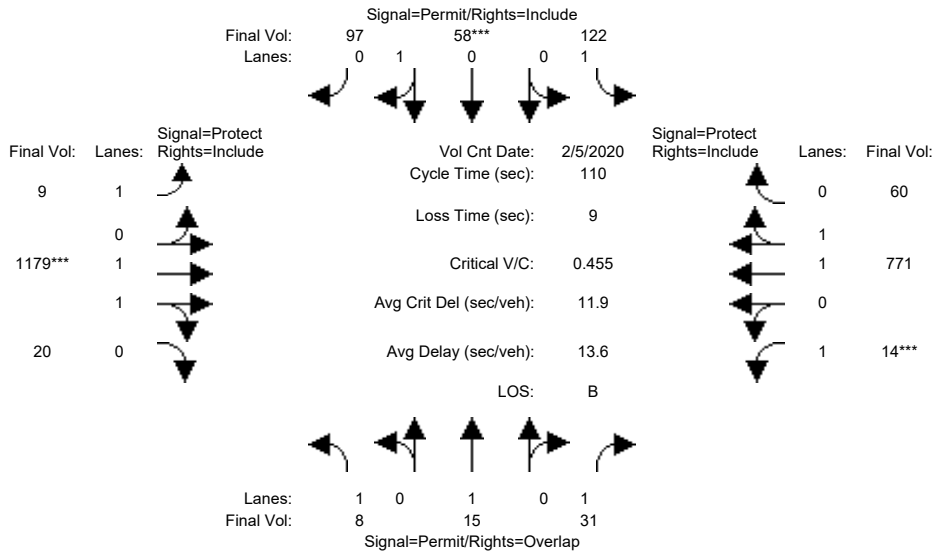 Signal=Permit/Rights=Include
Final Vol: 97 58*** 122
Lanes: 0 1 0 0 1
Signal=Protect Signal=Protect
Final Vol: Lanes: Rights=Include Vol Cnt Date: 2/5/2020 Rights=Include Lanes: Final Vol:
Cycle Time (sec): 110
9 1 0 60
Loss Time (sec): 9
0 1
1179*** 1 Critical V/C: 0.455 1 771
1 Avg Crit Del (sec/veh): 11.9 0
20 0 Avg Delay (sec/veh): 13.6 1 14***
LOS: B
Lanes: 1 0 1 0 1
Final Vol: 8 15 31
Signal=Permit/Rights=Overlap